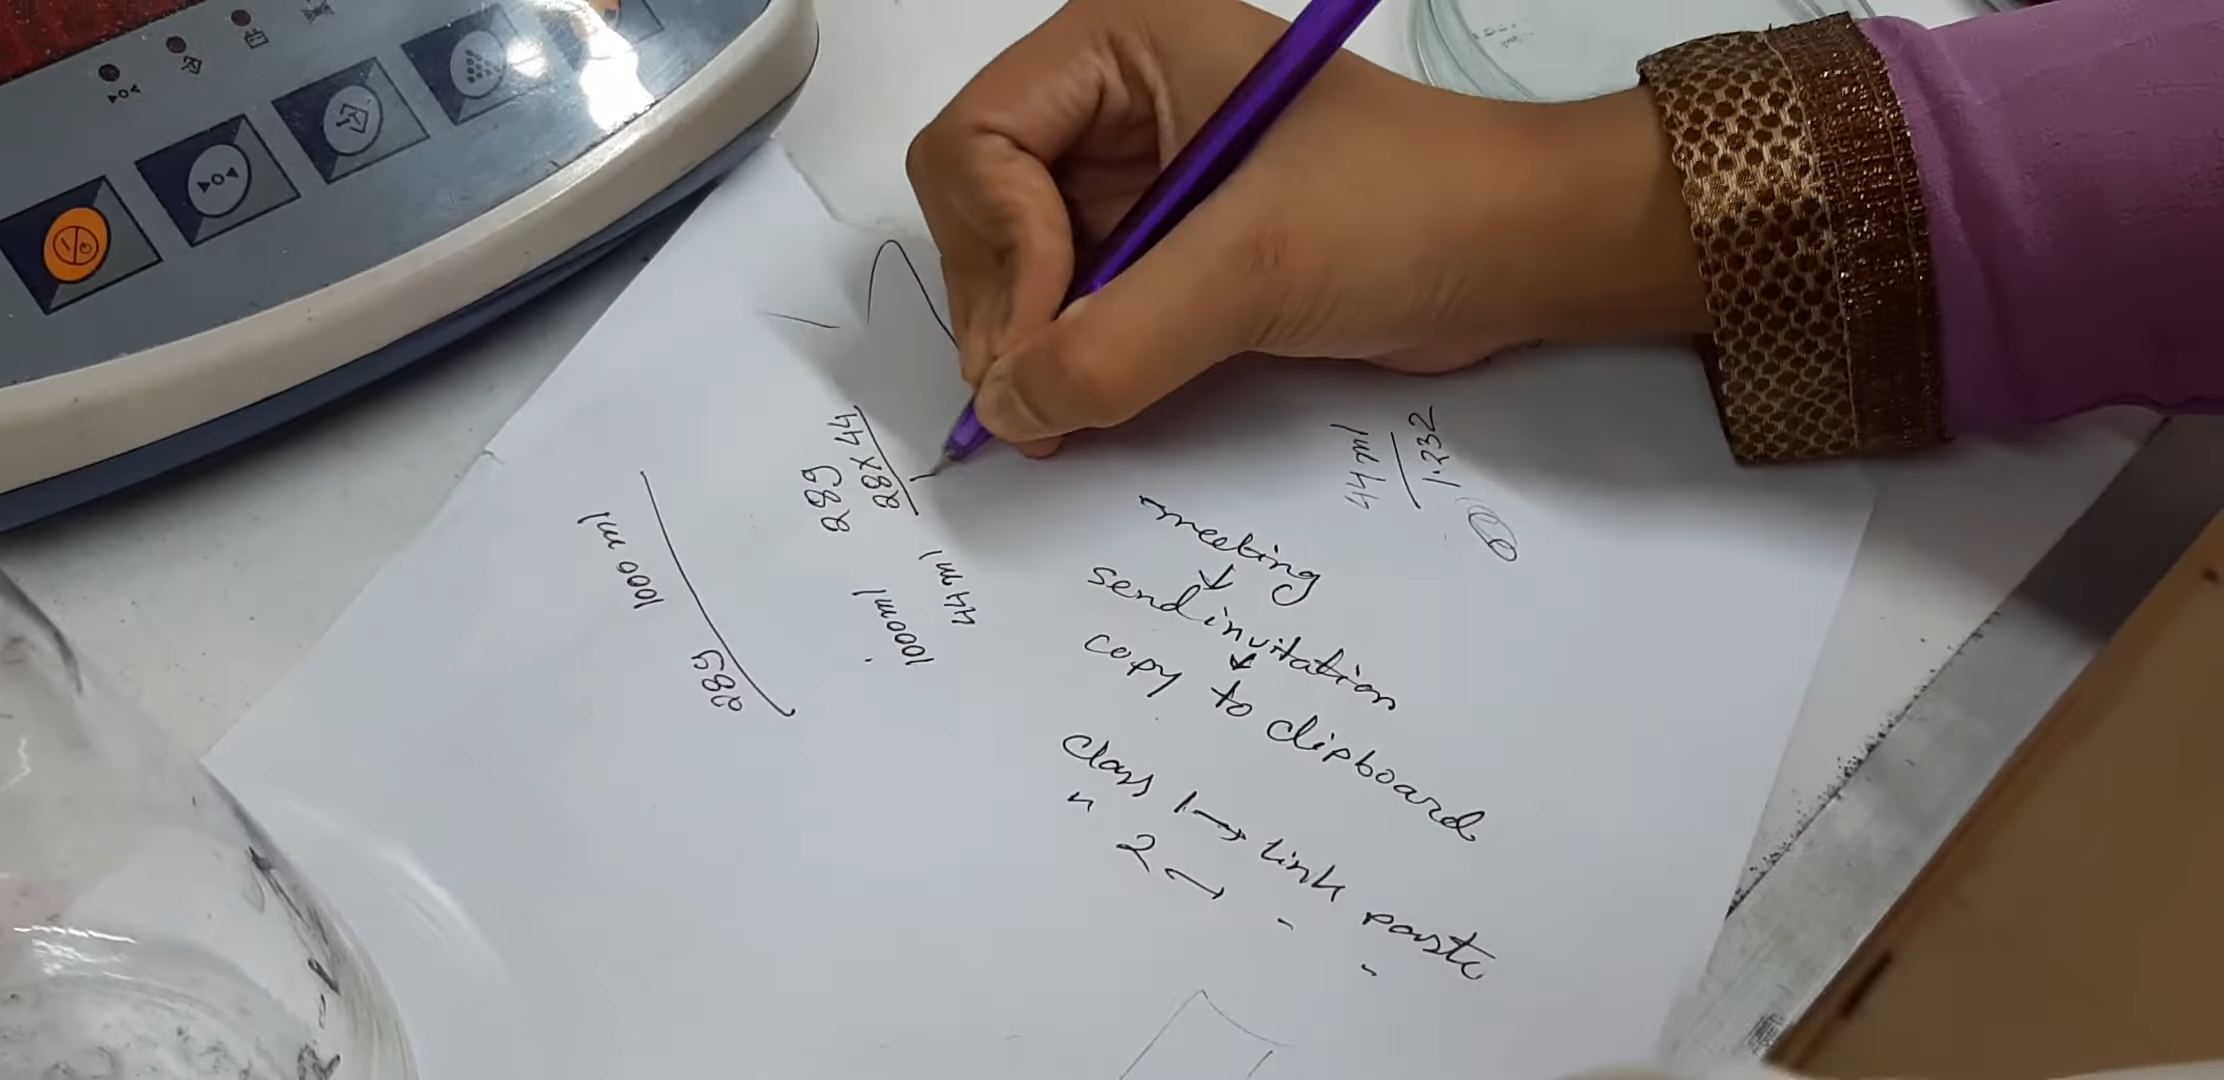 1000 ml 28g
1000ml 28g
44 ml 28x44
1
44 ml
1.232
meeting
↓
send invitation
↓
copy to clipboard
class 1 → Link paste
" 2 → " "